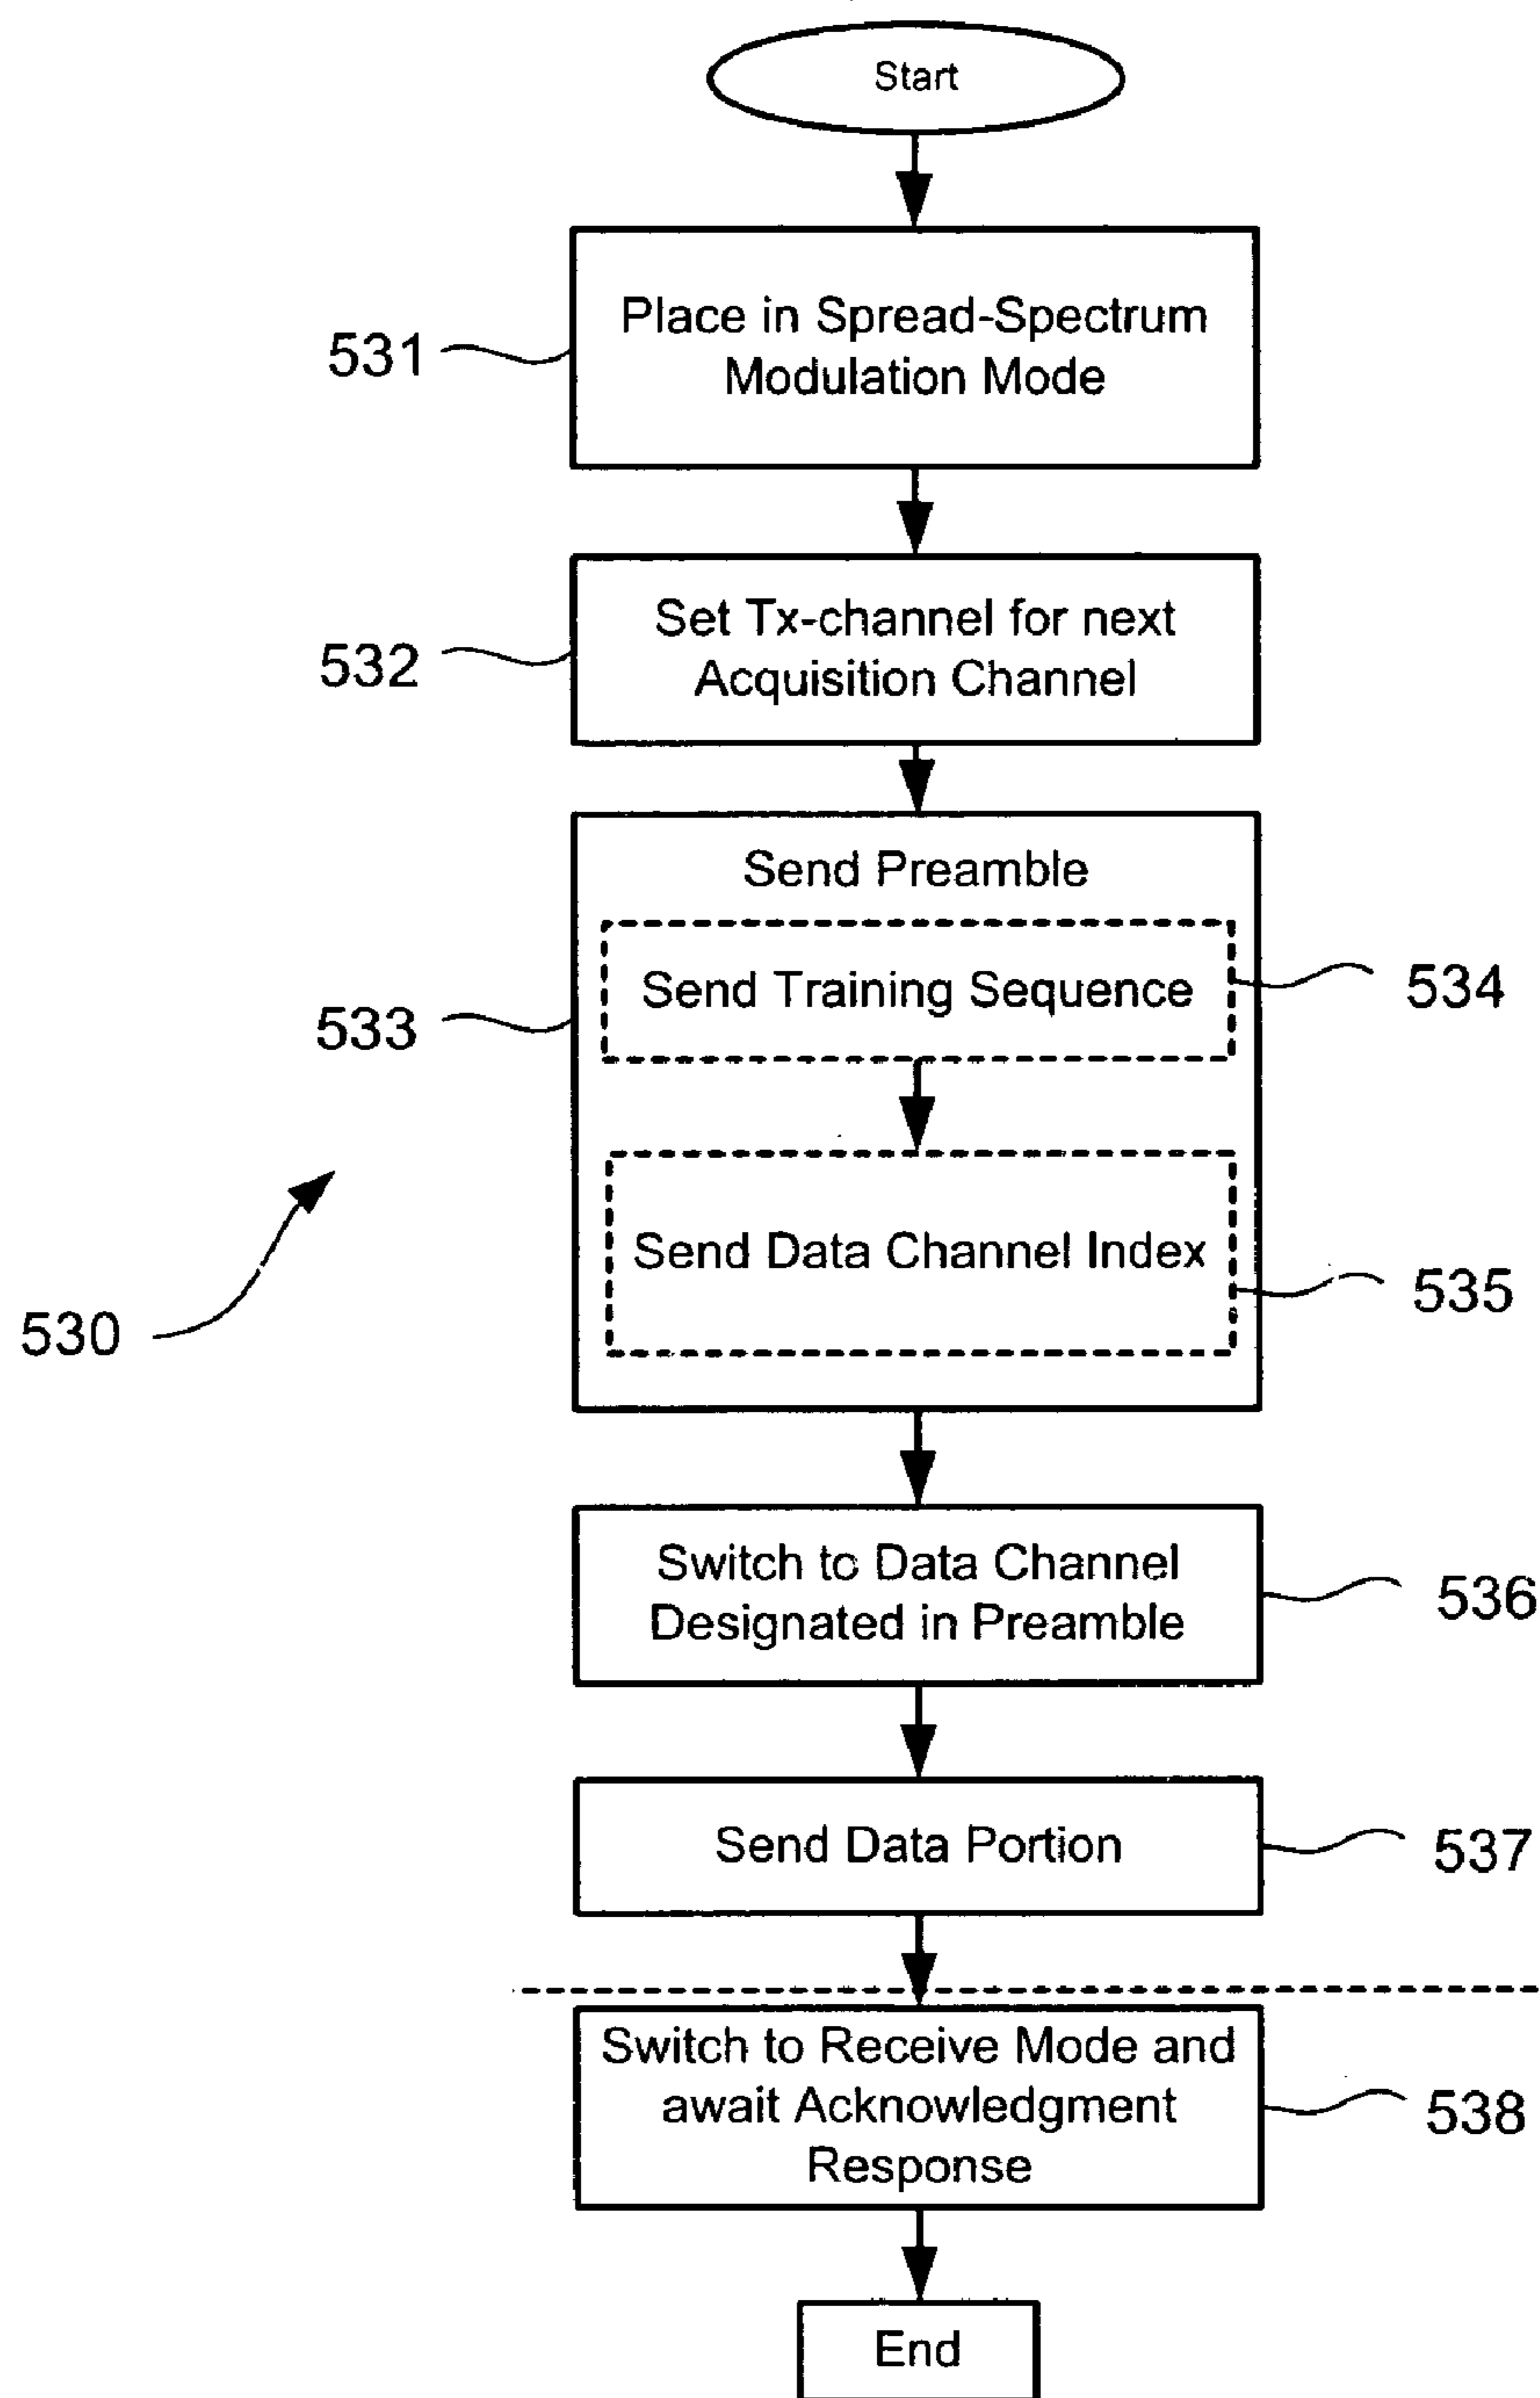 Start
Place in Spread-Spectrum
Modulation Mode
531
Set Tx-channel for next
Acquisition Channel
532
Send Preamble
533
Send Training Sequence
534
Send Data Channel Index
535
530
Switch to Data Channel
Designated in Preamble
536
Send Data Portion
537
Switch to Receive Mode and
await Acknowledgment
Response
538
End